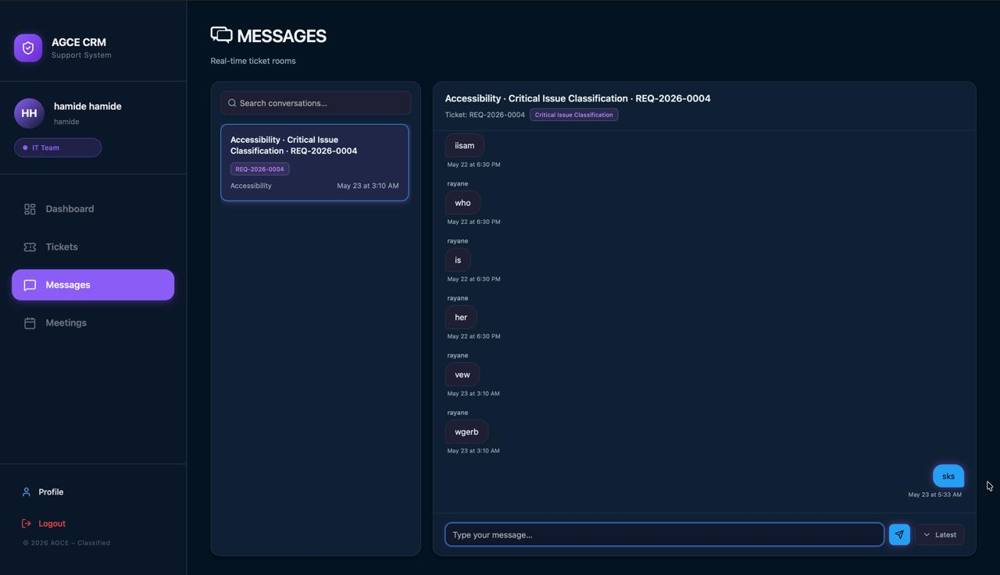 AGCE CRM
Support System
HH
hamide hamide
hamide
IT Team
Dashboard
Tickets
Messages
Meetings
Profile
Logout
© 2026 AGCE – Classified
MESSAGES
Real-time ticket rooms
Search conversations...
Accessibility · Critical Issue
Classification · REQ-2026-0004
REQ-2026-0004
Accessibility May 23 at 3:10 AM
Accessibility · Critical Issue Classification · REQ-2026-0004
Ticket: REQ-2026-0004 Critical Issue Classification
iisam
May 22 at 6:30 PM
rayane
who
May 22 at 6:30 PM
rayane
is
May 22 at 6:30 PM
rayane
her
May 22 at 6:30 PM
rayane
vew
May 23 at 3:10 AM
rayane
wgerb
May 23 at 3:10 AM
sks
May 23 at 5:33 AM
Type your message...
Latest